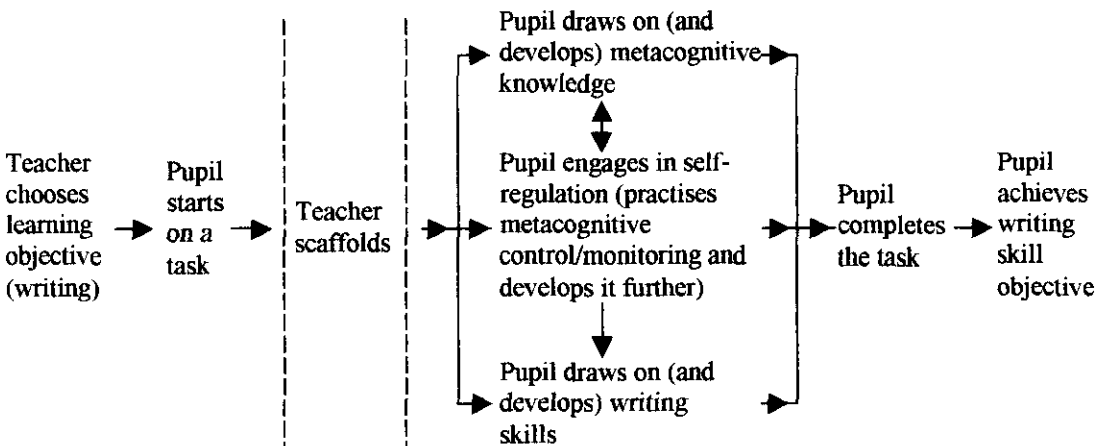 Teacher
chooses
learning
objective
(writing)
Pupil
starts
on a
task
Teacher
scaffolds
Pupil draws on (and
develops) metacognitive
knowledge
Pupil engages in self-
regulation (practises
metacognitive
control/monitoring and
develops it further)
Pupil draws on (and
develops) writing
skills
Pupil
completes
the task
Pupil
achieves
writing
skill
objective